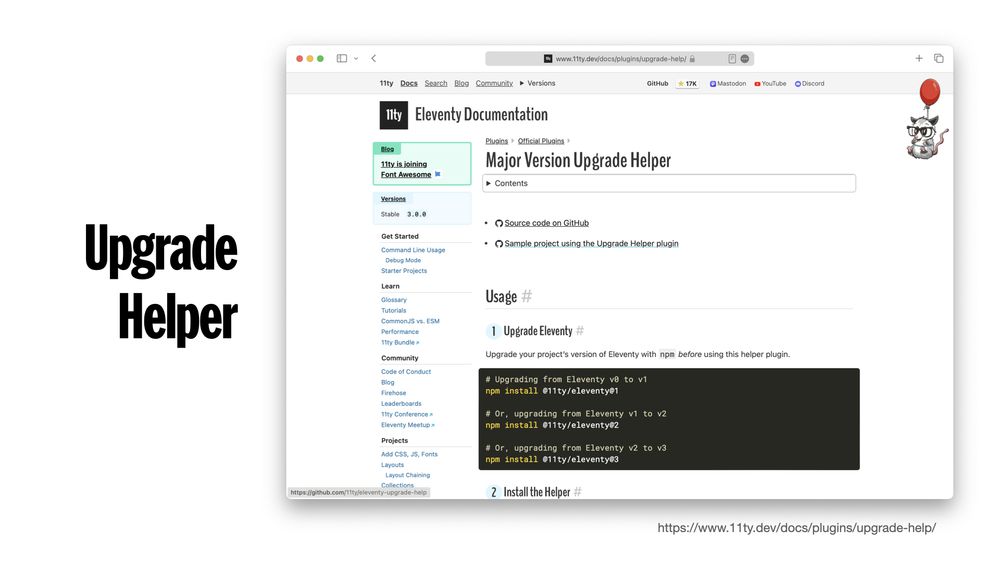 Upgrade
Helper
www.11ty.dev/docs/plugins/upgrade-help/
11ty Docs Search Blog Community ▸ Versions
GitHub 17K Mastodon YouTube Discord
11ty Eleventy Documentation
Blog
11ty is joining
Font Awesome
Versions
Stable 3.0.0
Get Started
Command Line Usage
Debug Mode
Starter Projects
Learn
Glossary
Tutorials
CommonJS vs. ESM
Performance
11ty Bundle↗
Community
Code of Conduct
Blog
Firehose
Leaderboards
11ty Conference↗
Eleventy Meetup↗
Projects
Add CSS, JS, Fonts
Layouts
Layout Chaining
Collections
https://github.com/11ty/eleventy-upgrade-help
Plugins › Official Plugins ›
Major Version Upgrade Helper
▸ Contents
• Source code on GitHub
• Sample project using the Upgrade Helper plugin
Usage #
1 Upgrade Eleventy #
Upgrade your project's version of Eleventy with npm before using this helper plugin.
# Upgrading from Eleventy v0 to v1
npm install @11ty/eleventy@1
# Or, upgrading from Eleventy v1 to v2
npm install @11ty/eleventy@2
# Or, upgrading from Eleventy v2 to v3
npm install @11ty/eleventy@3
2 Install the Helper #
https://www.11ty.dev/docs/plugins/upgrade-help/